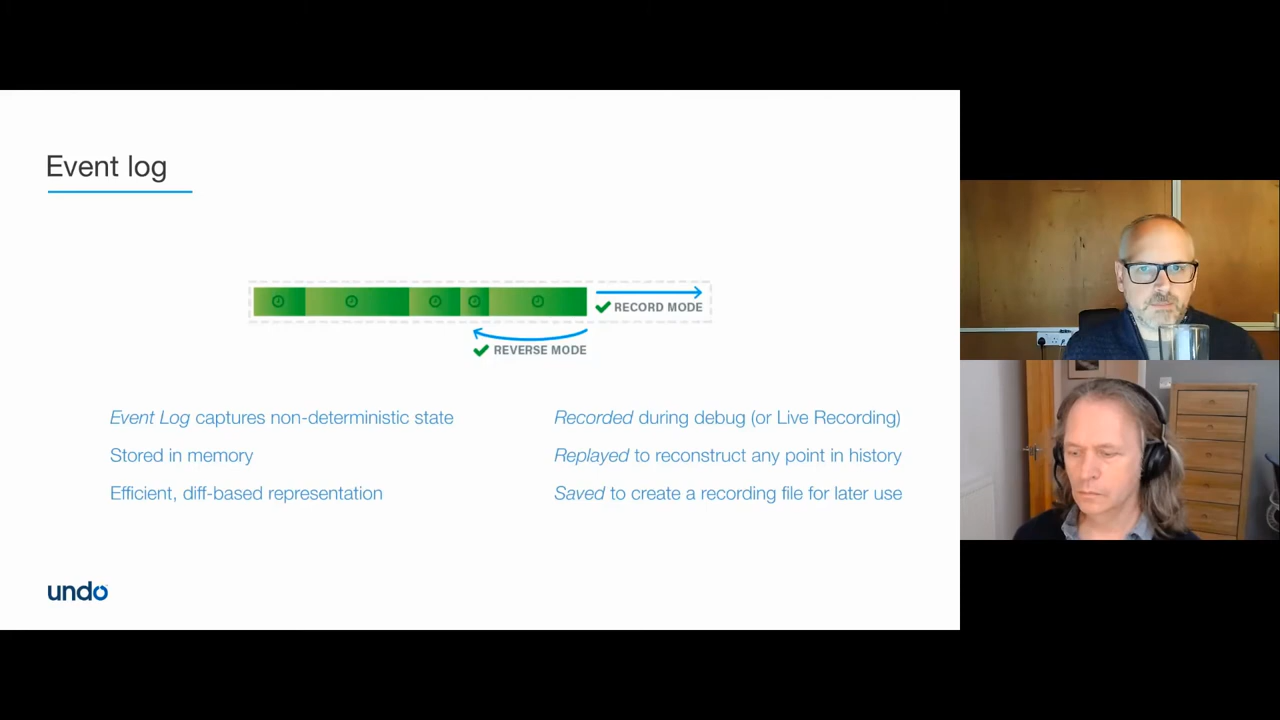 Event log
RECORD MODE
REVERSE MODE
Event Log captures non-deterministic state
Stored in memory
Efficient, diff-based representation
Recorded during debug (or Live Recording)
Replayed to reconstruct any point in history
Saved to create a recording file for later use
undo